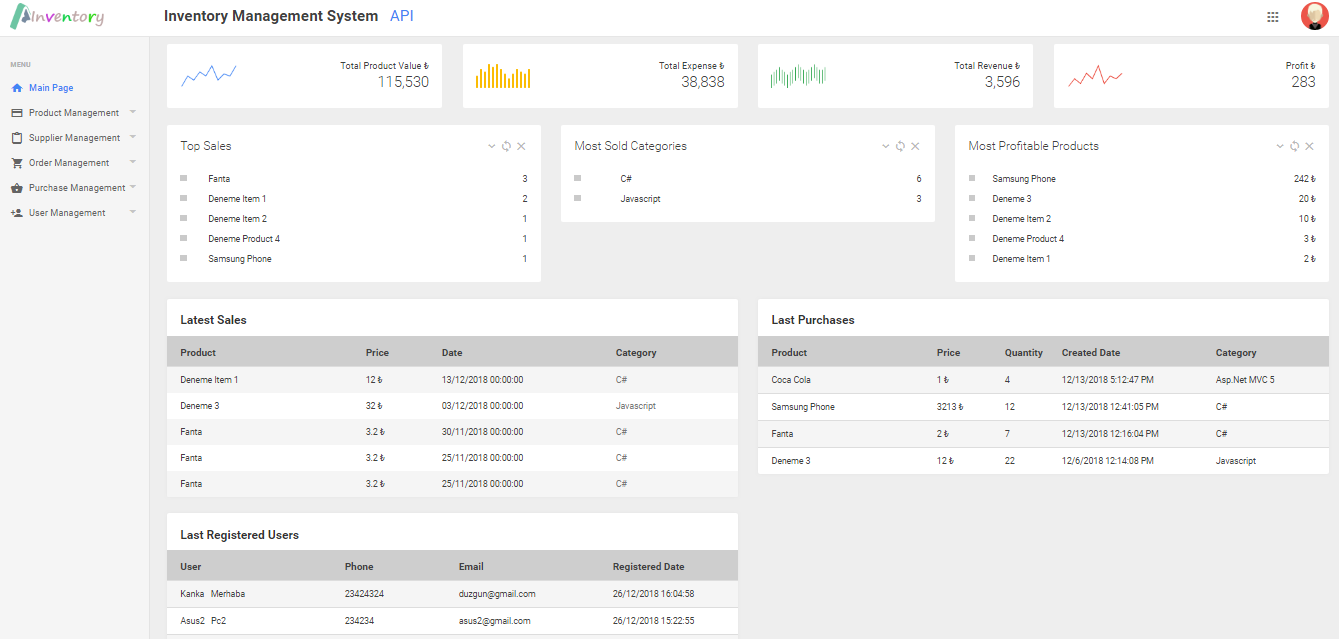 AInventory
Inventory Management System API
MENU
Main Page
Product Management
Supplier Management
Order Management
Purchase Management
User Management
Total Product Value ₺
115,530
Total Expense ₺
38,838
Total Revenue ₺
3,596
Profit ₺
283
Top Sales
Fanta 3
Deneme Item 1 2
Deneme Item 2 1
Deneme Product 4 1
Samsung Phone 1
Most Sold Categories
C# 6
Javascript 3
Most Profitable Products
Samsung Phone 242 ₺
Deneme 3 20 ₺
Deneme Item 2 10 ₺
Deneme Product 4 3 ₺
Deneme Item 1 2 ₺
Latest Sales
Product Price Date Category
Deneme Item 1 12 ₺ 13/12/2018 00:00:00 C#
Deneme 3 32 ₺ 03/12/2018 00:00:00 Javascript
Fanta 3.2 ₺ 30/11/2018 00:00:00 C#
Fanta 3.2 ₺ 25/11/2018 00:00:00 C#
Fanta 3.2 ₺ 25/11/2018 00:00:00 C#
Last Purchases
Product Price Quantity Created Date Category
Coca Cola 1 ₺ 4 12/13/2018 5:12:47 PM Asp.Net MVC 5
Samsung Phone 3213 ₺ 12 12/13/2018 12:41:05 PM C#
Fanta 2 ₺ 7 12/13/2018 12:16:04 PM C#
Deneme 3 12 ₺ 22 12/6/2018 12:14:08 PM Javascript
Last Registered Users
User Phone Email Registered Date
Kanka Merhaba 23424324 duzgun@gmail.com 26/12/2018 16:04:58
Asus2 Pc2 234234 asus2@gmail.com 26/12/2018 15:22:55